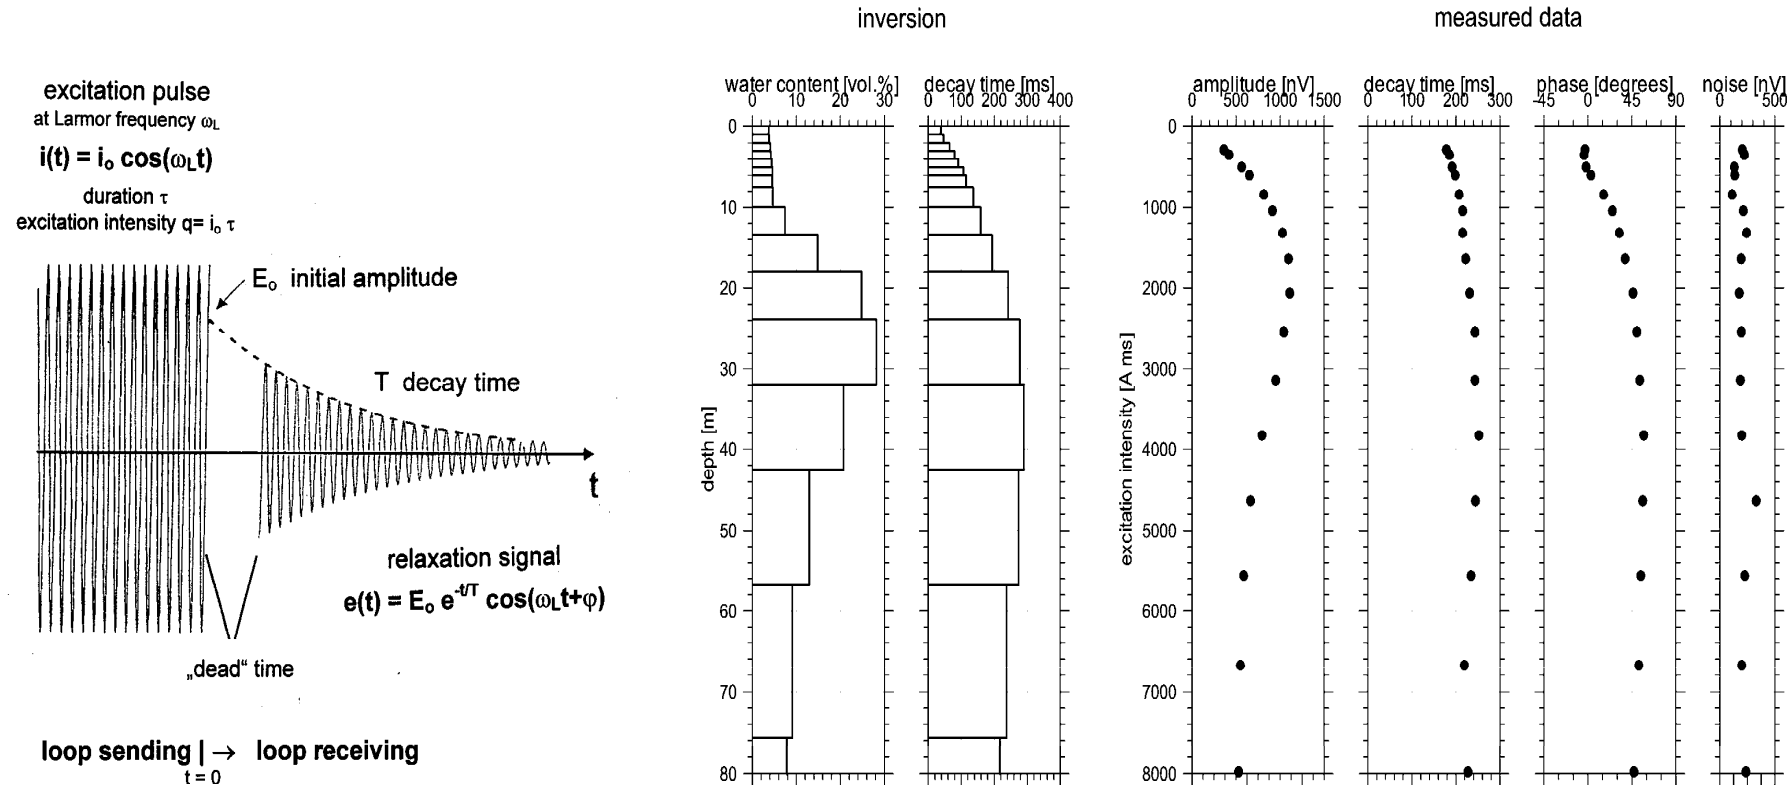 excitation pulse
at Larmor frequency ωL
i(t) = io cos(ωLt)
duration τ
excitation intensity q= io τ
Eo initial amplitude
T decay time
t
relaxation signal
e(t) = Eo e-t/T cos(ωLt+φ)
„dead“ time
loop sending | → loop receiving
t = 0
inversion
water content [vol.%]
0 10 20 30
decay time [ms]
0 100 200 300 400
depth [m]
0
10
20
30
40
50
60
70
80
measured data
amplitude [nV]
0 500 1000 1500
decay time [ms]
0 100 200 300
phase [degrees]
-45 0 45 90
noise [nV]
0 500
excitation intensity [A ms]
0
1000
2000
3000
4000
5000
6000
7000
8000